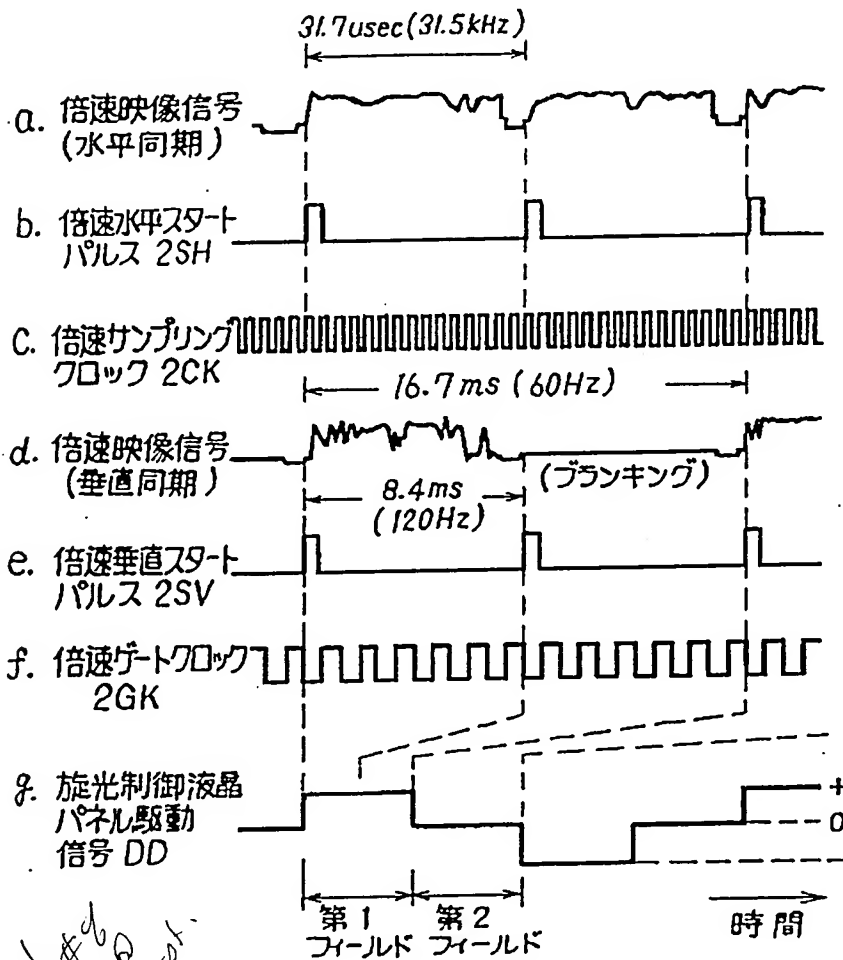 31.7usec(31.5kHz)
a. 倍速映像信号
(水平同期)
b. 倍速水平スタート
パルス 2SH
C. 倍速サンプリング
クロック 2CK
16.7ms (60Hz)
d. 倍速映像信号
(垂直同期)
(ブランキング)
8.4ms
(120Hz)
e. 倍速垂直スタート
パルス 2SV
f. 倍速ゲートクロック
2GK
g. 旋光制御液晶
パネル駆動
信号 DD
+
0
第1
フィールド
第2
フィールド
時間